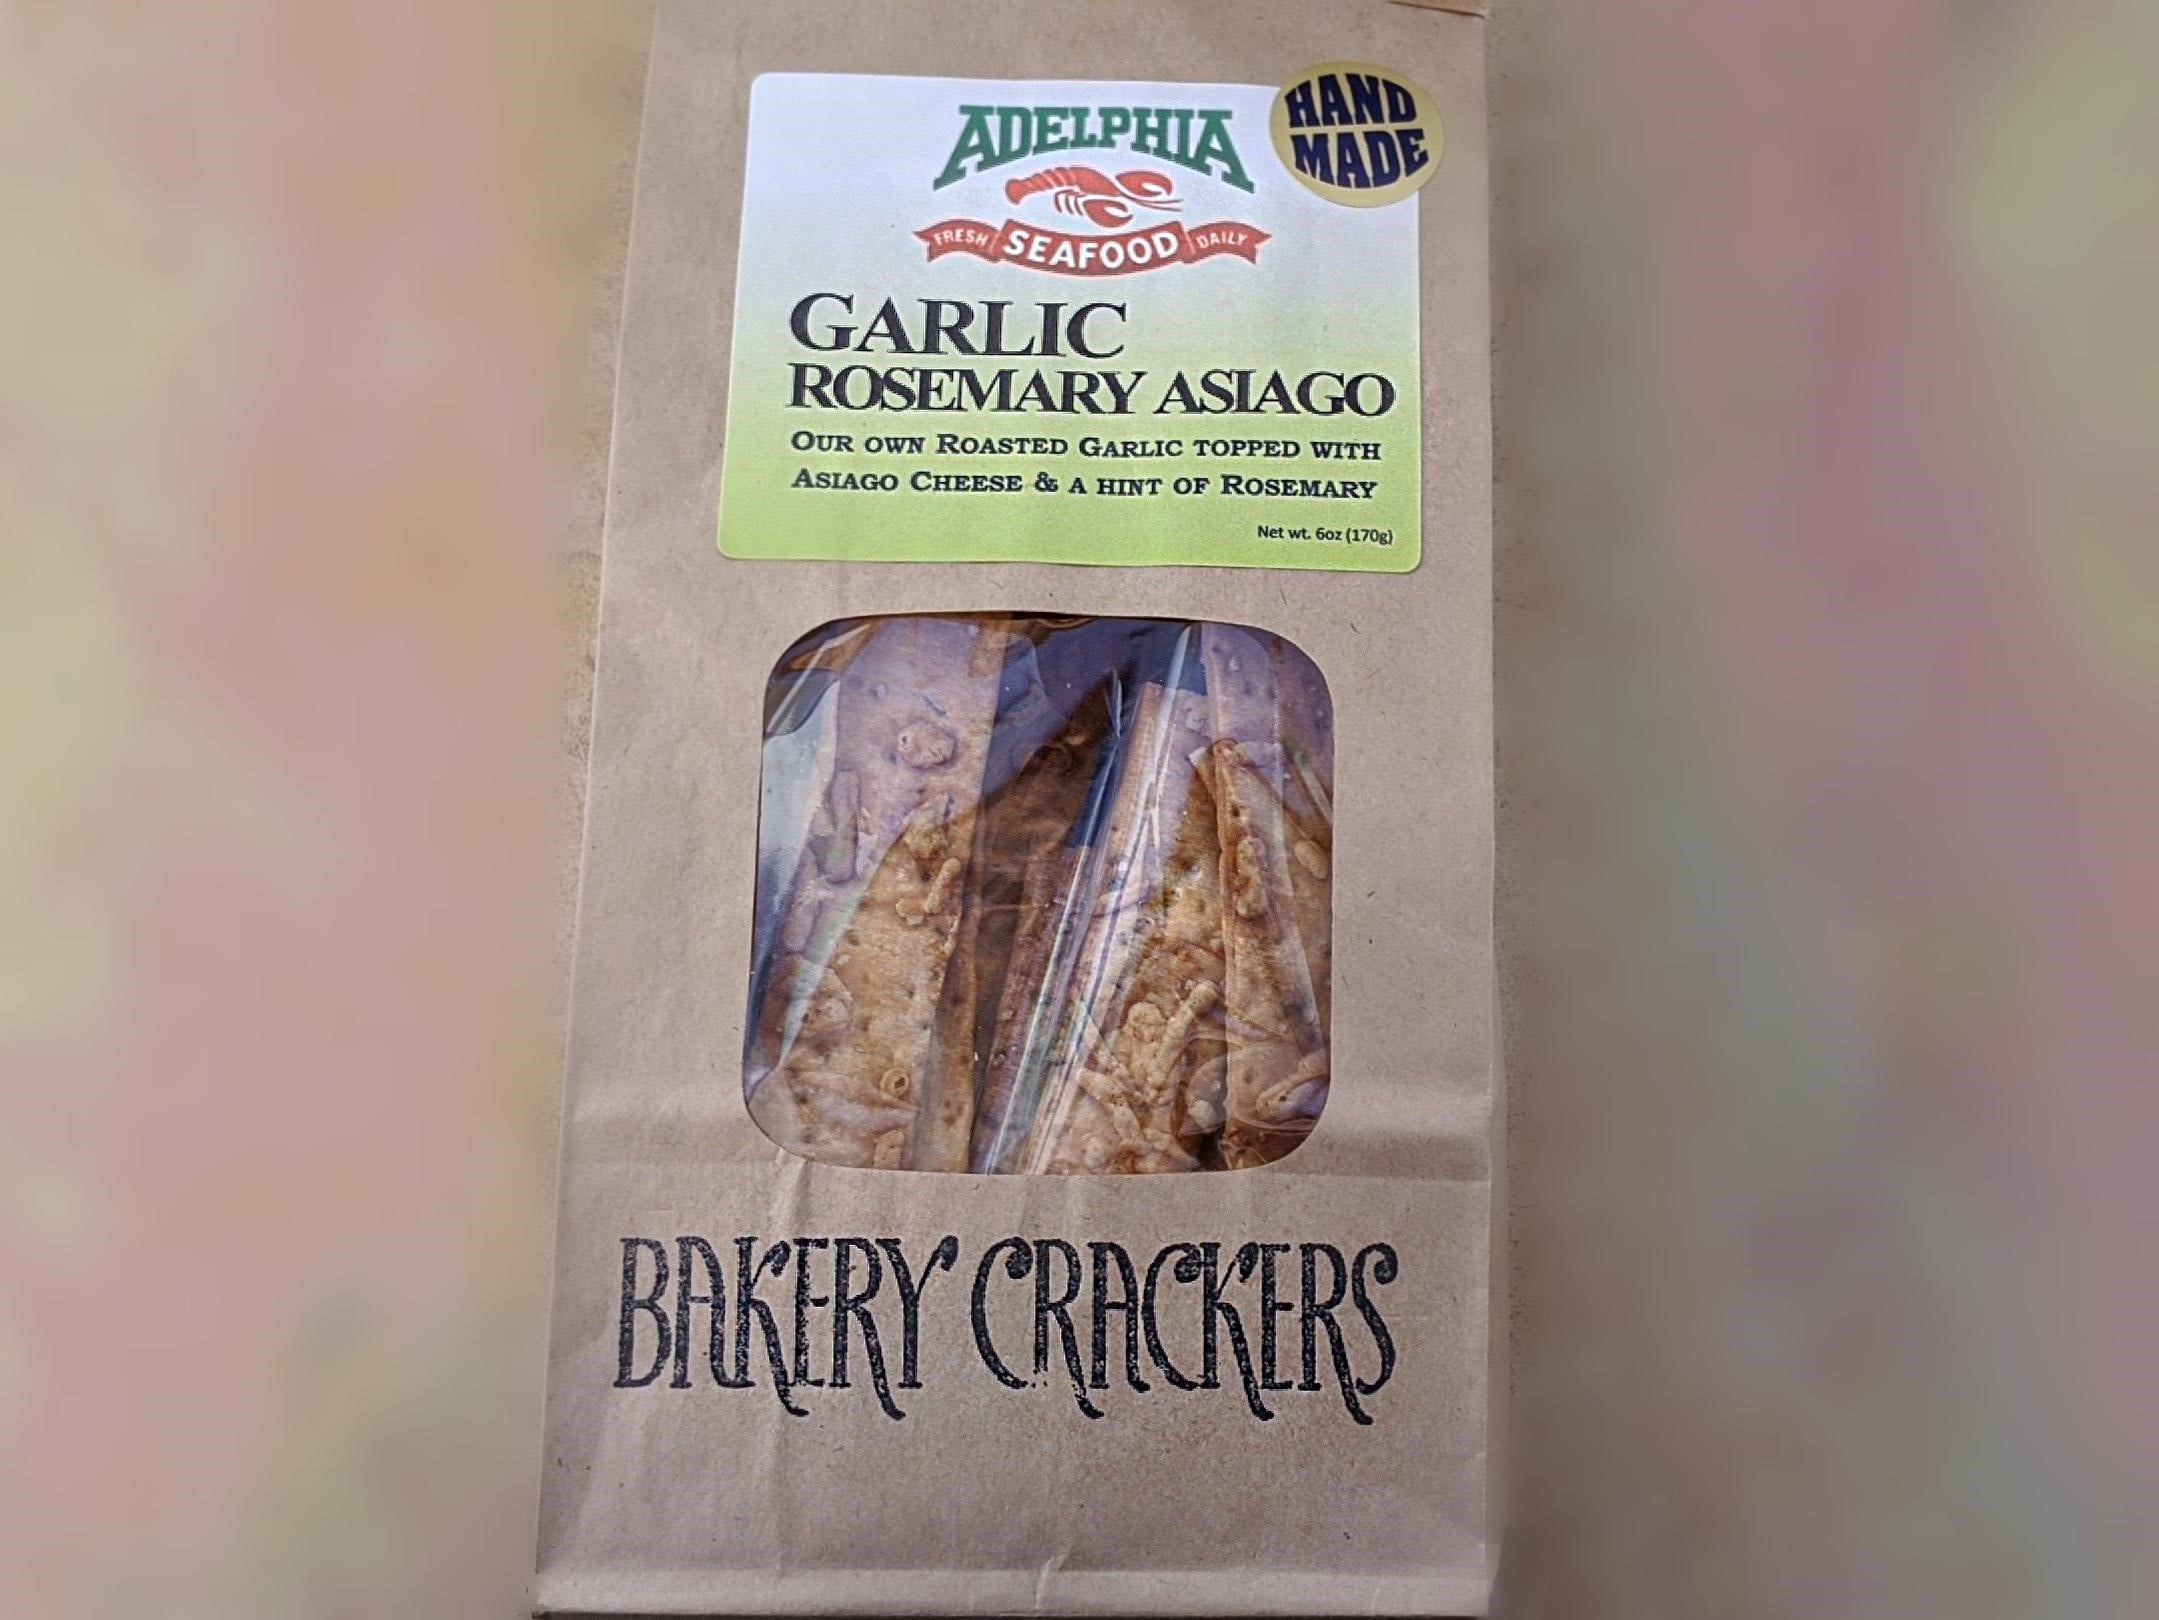 HAND
MADE
ADELPHIA
FRESH SEAFOOD DAILY
GARLIC
ROSEMARY ASIAGO
OUR OWN ROASTED GARLIC TOPPED WITH
ASIAGO CHEESE & A HINT OF ROSEMARY
Net wt. 6oz (170g)
BAKERY CRACKERS